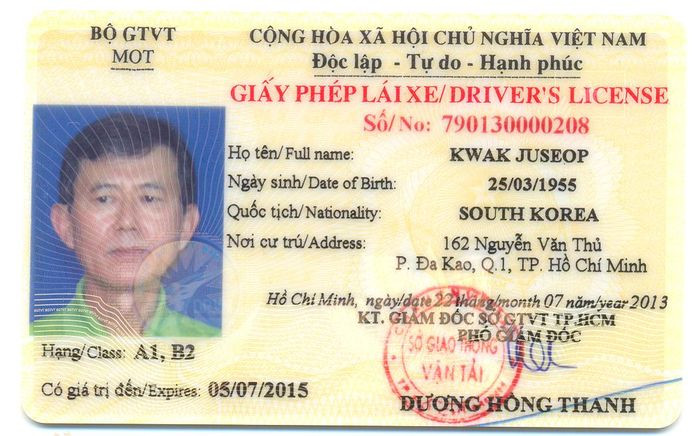 BỘ GTVT
MOT
CỘNG HÒA XÃ HỘI CHỦ NGHĨA VIỆT NAM
Độc lập - Tự do - Hạnh phúc
GIẤY PHÉP LÁI XE/ DRIVER'S LICENSE
Số/ No: 790130000208
Họ tên/ Full name: KWAK JUSEOP
Ngày sinh/ Date of Birth: 25/03/1955
Quốc tịch/ Nationality: SOUTH KOREA
Nơi cư trú/ Address: 162 Nguyễn Văn Thủ
P. Đa Kao, Q.1, TP. Hồ Chí Minh
Hồ Chí Minh, ngày/date 22 tháng/month 07 năm/year 2013
KT. GIÁM ĐỐC SỞ GTVT TP.HCM
PHÓ GIÁM ĐỐC
SỞ GIAO THÔNG
VẬN TẢI
Hạng/ Class: A1, B2
Có giá trị đến/ Expires: 05/07/2015
DƯƠNG HỒNG THANH